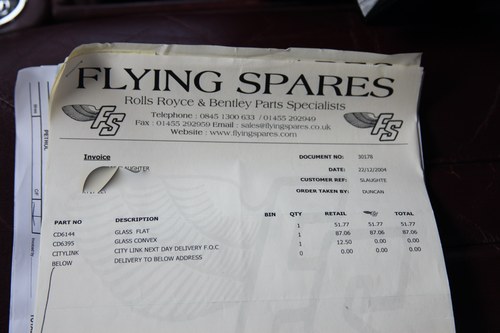 FLYING SPARES
Rolls Royce & Bentley Parts Specialists
Telephone : 0845 1300 633 / 01455 292949
Fax : 01455 292959 Email : sales@flyingspares.co.uk
Website : www.flyingspares.com
FS
FS
Invoice
DOCUMENT NO: 30178
DATE: 22/12/2004
CUSTOMER REF: SLAUGHTE
ORDER TAKEN BY: DUNCAN
PART NO DESCRIPTION BIN QTY RETAIL TOTAL
CD6144 GLASS FLAT 1 51.77 51.77 51.77
CD6395 GLASS CONVEX 1 87.06 87.06 87.06
CITYLINK CITY LINK NEXT DAY DELIVERY F.O.C 1 12.50 0.00 0.00
BELOW DELIVERY TO BELOW ADDRESS 0 0.00 0.00 0.00